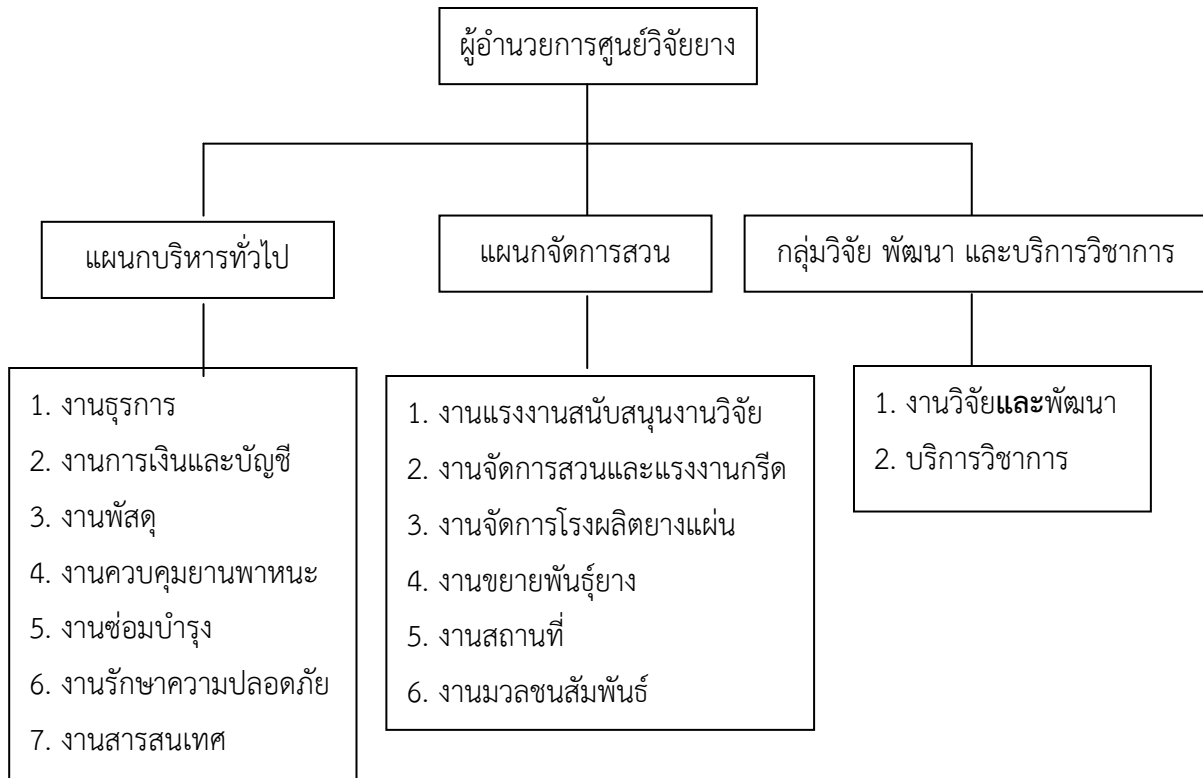 ผู้อำนวยการศูนย์วิจัยยาง
แผนกบริหารทั่วไป
แผนกจัดการสวน
กลุ่มวิจัย พัฒนา และบริการวิชาการ
1. งานธุรการ
2. งานการเงินและบัญชี
3. งานพัสดุ
4. งานควบคุมยานพาหนะ
5. งานซ่อมบำรุง
6. งานรักษาความปลอดภัย
7. งานสารสนเทศ
1. งานแรงงานสนับสนุนงานวิจัย
2. งานจัดการสวนและแรงงานกรีด
3. งานจัดการโรงผลิตยางแผ่น
4. งานขยายพันธุ์ยาง
5. งานสถานที่
6. งานมวลชนสัมพันธ์
1. งานวิจัยและพัฒนา
2. บริการวิชาการ